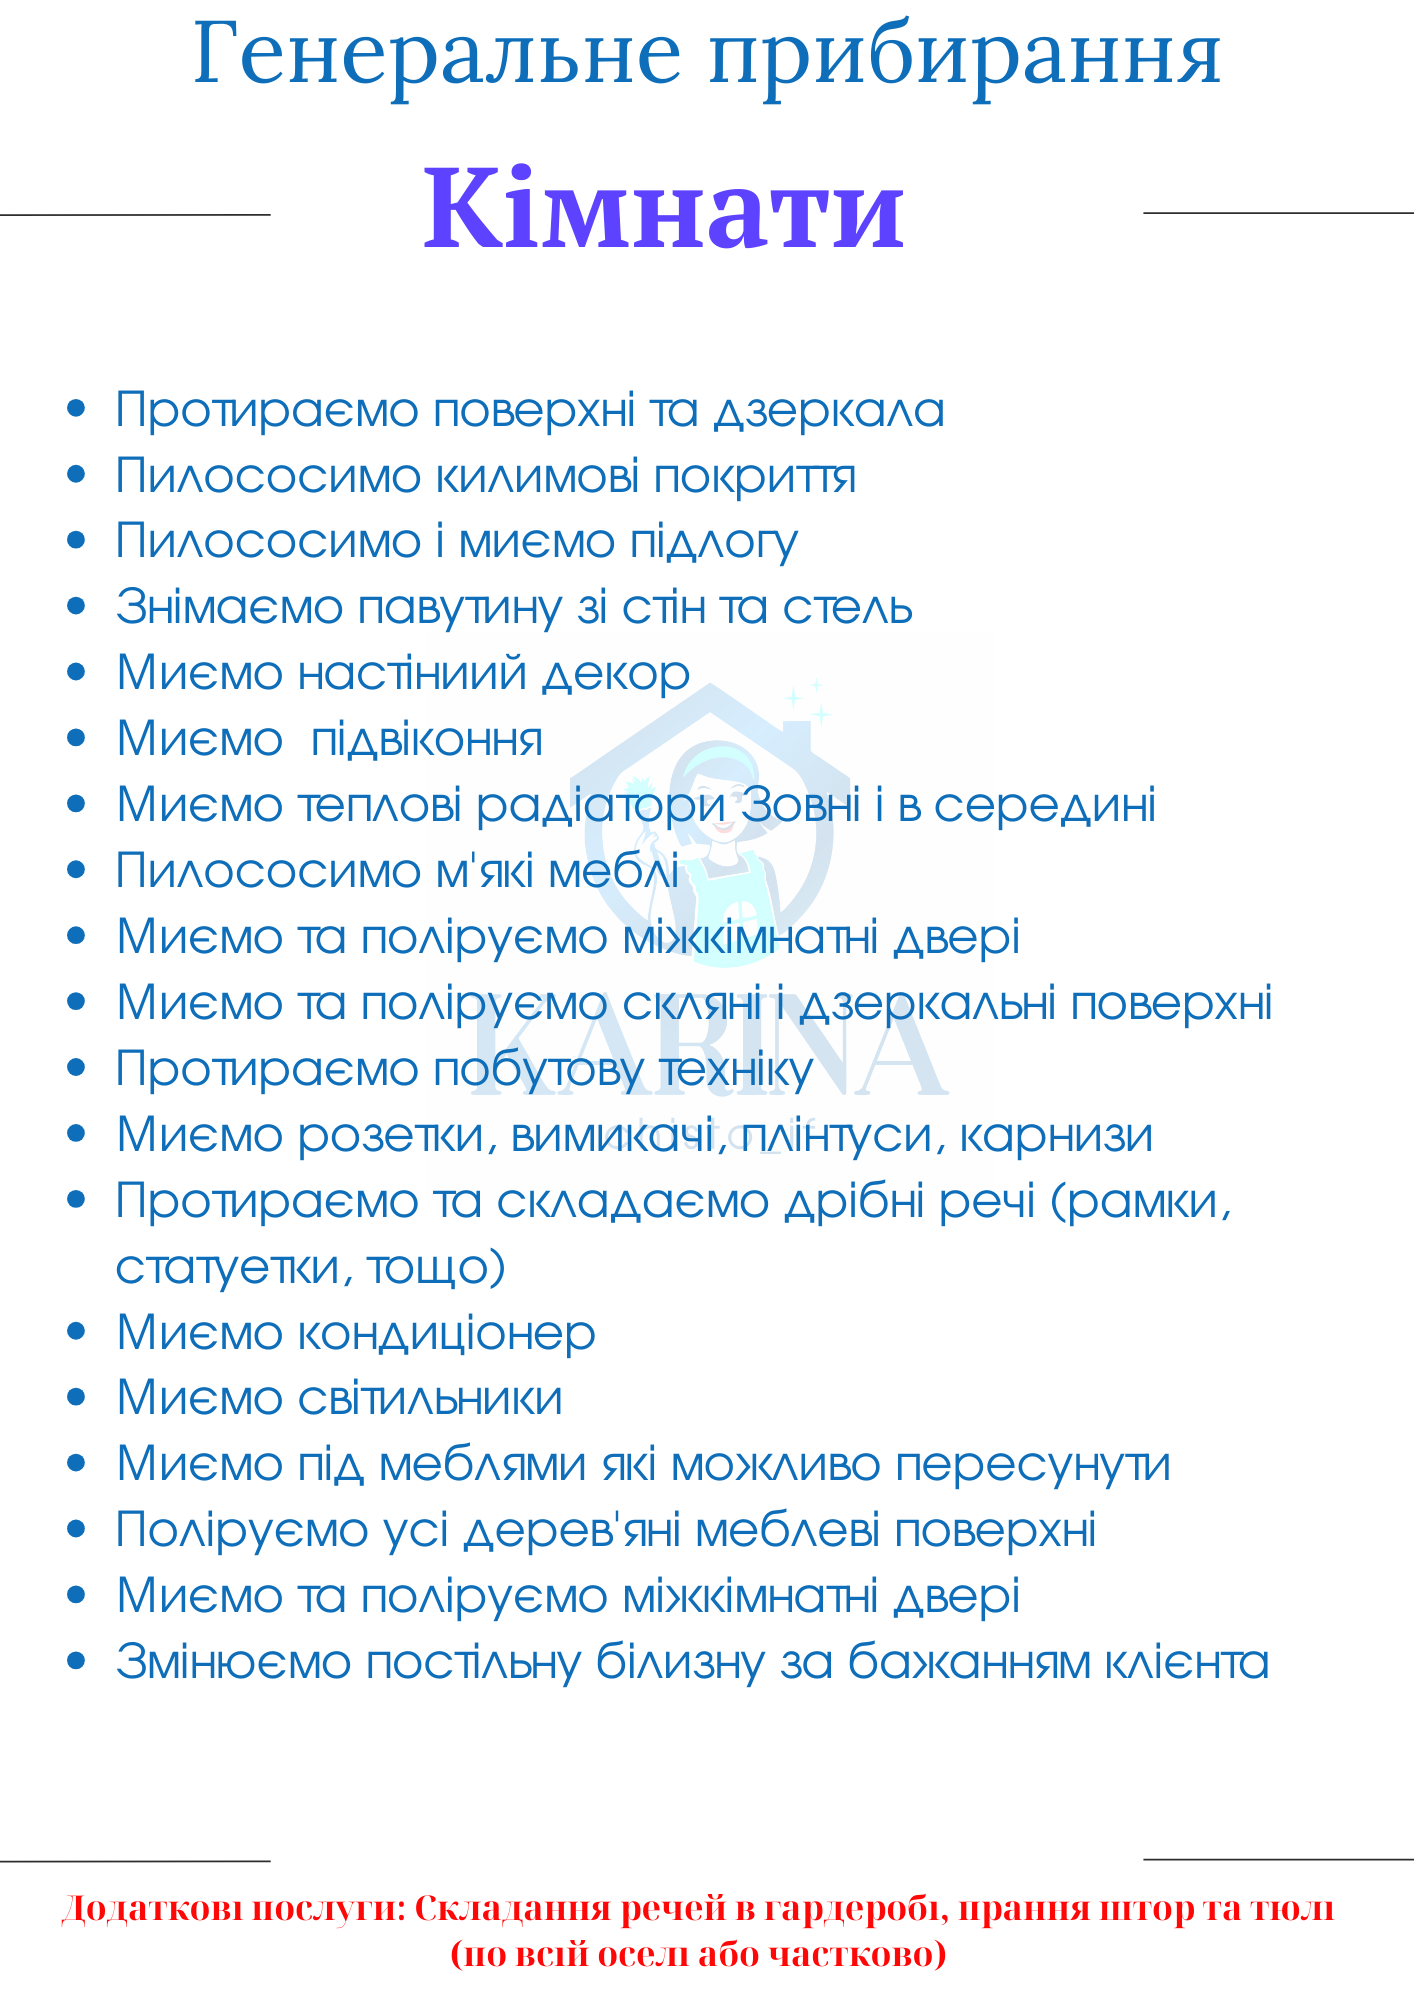 Генеральне прибирання
Кімнати
• Протираємо поверхні та дзеркала
• Пилососимо килимові покриття
• Пилососимо і миємо підлогу
• Знімаємо павутину зі стін та стель
• Миємо настіниий декор
• Миємо  підвіконня
• Миємо теплові радіатори Зовні і в середині
• Пилососимо м'які меблі
• Миємо та поліруємо міжкімнатні двері
• Миємо та поліруємо скляні і дзеркальні поверхні
KARINA
• Протираємо побутову техніку
• Миємо розетки, вимикачі, плінтуси, карнизи
chisto_if
• Протираємо та складаємо дрібні речі (рамки,
статуетки, тощо)
• Миємо кондиціонер
• Миємо світильники
• Миємо під меблями які можливо пересунути
• Поліруємо усі дерев'яні меблеві поверхні
• Миємо та поліруємо міжкімнатні двері
• Змінюємо постільну білизну за бажанням клієнта
Додаткові послуги: Складання речей в гардеробі, прання штор та тюлі
(по всій оселі або частково)